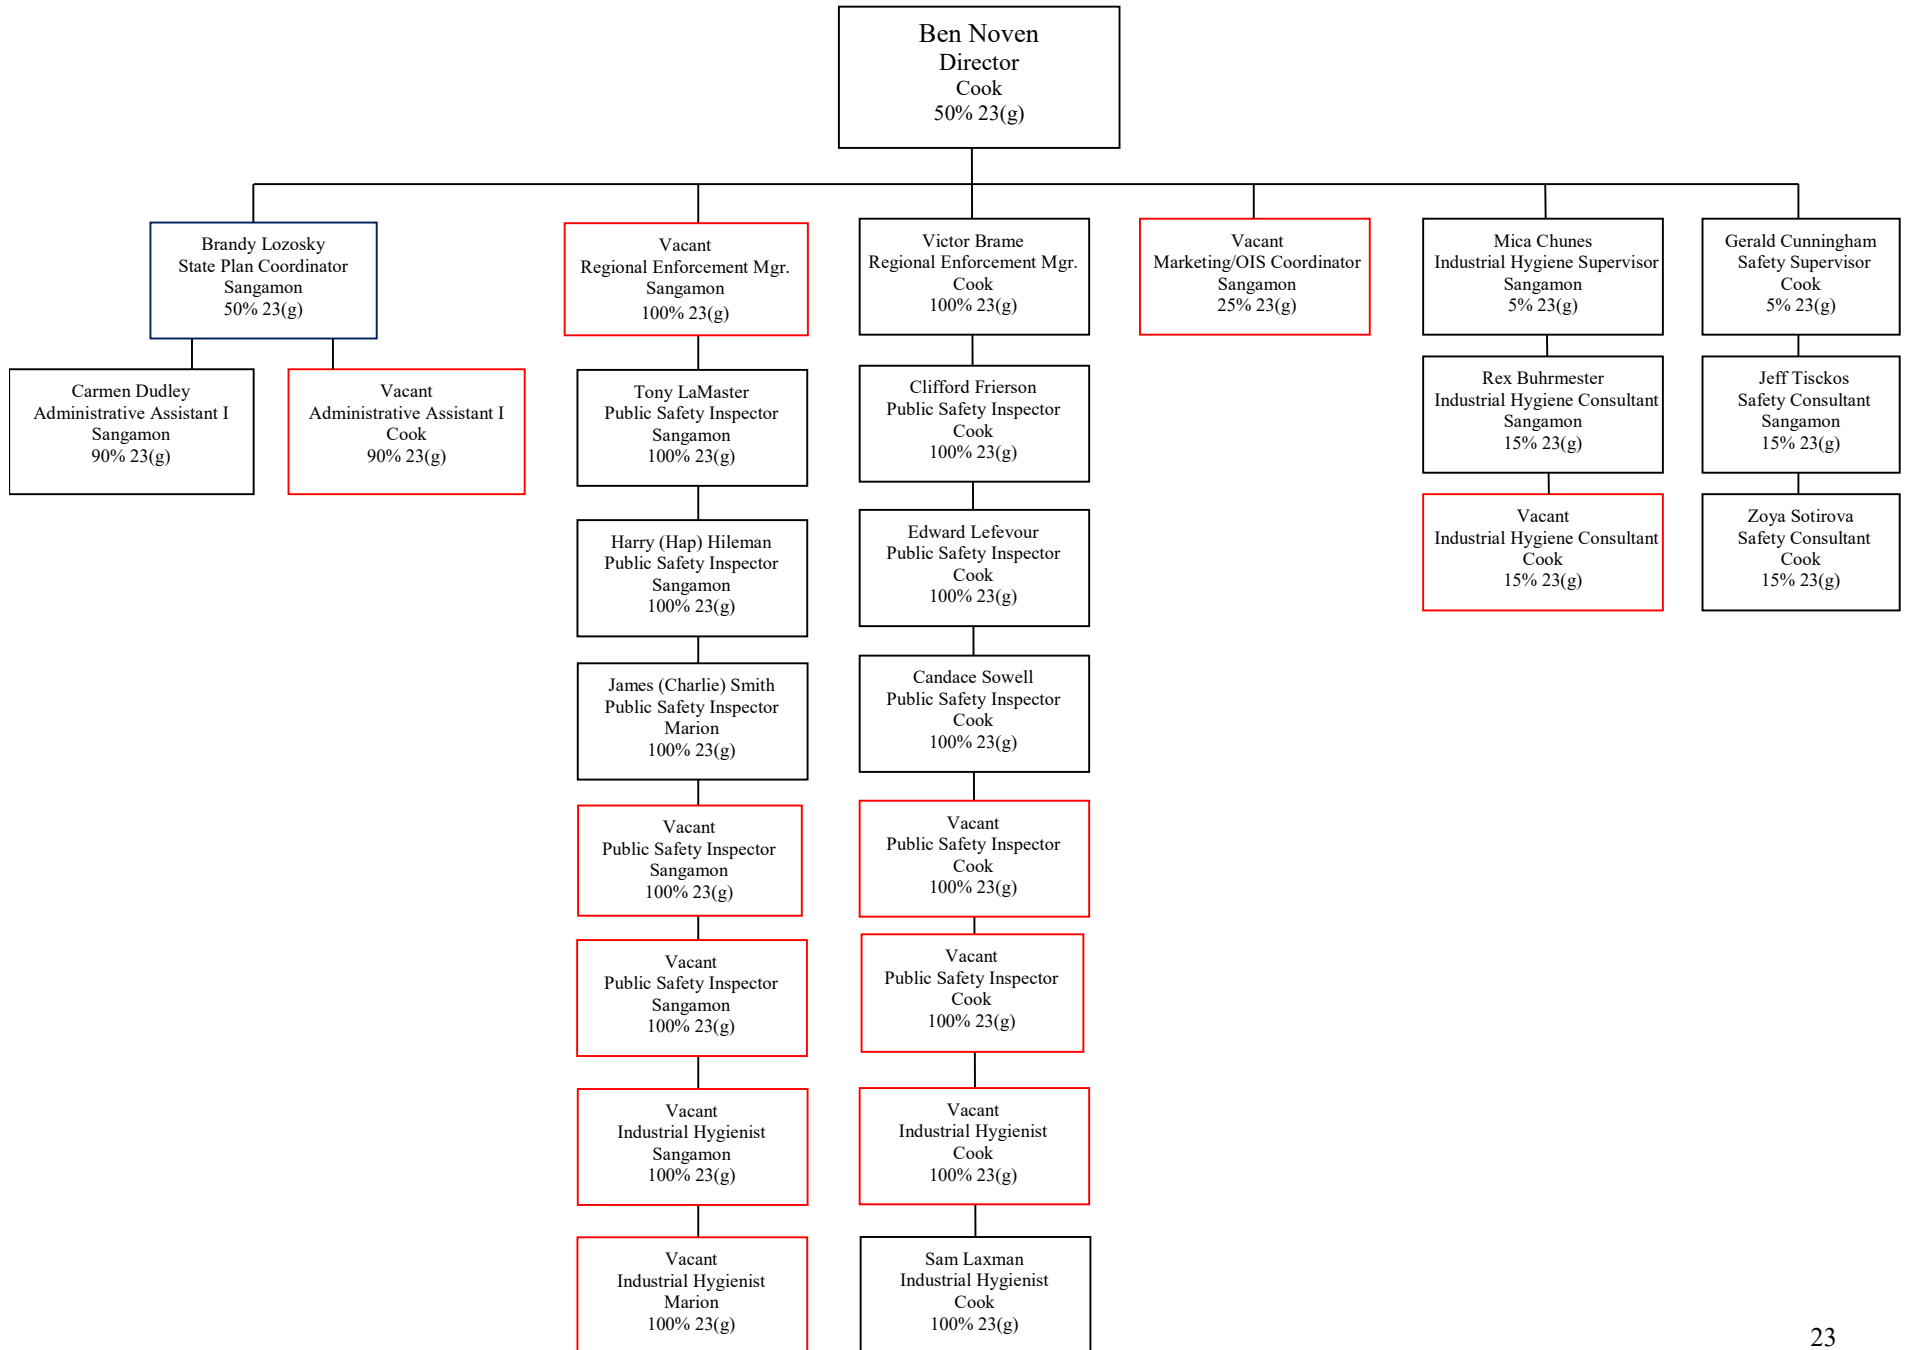 Ben Noven
Director
Cook
50% 23(g)
Brandy Lozosky
State Plan Coordinator
Sangamon
50% 23(g)
Carmen Dudley
Administrative Assistant I
Sangamon
90% 23(g)
Vacant
Administrative Assistant I
Cook
90% 23(g)
Vacant
Regional Enforcement Mgr.
Sangamon
100% 23(g)
Tony LaMaster
Public Safety Inspector
Sangamon
100% 23(g)
Harry (Hap) Hileman
Public Safety Inspector
Sangamon
100% 23(g)
James (Charlie) Smith
Public Safety Inspector
Marion
100% 23(g)
Vacant
Public Safety Inspector
Sangamon
100% 23(g)
Vacant
Public Safety Inspector
Sangamon
100% 23(g)
Vacant
Industrial Hygienist
Sangamon
100% 23(g)
Vacant
Industrial Hygienist
Marion
100% 23(g)
Victor Brame
Regional Enforcement Mgr.
Cook
100% 23(g)
Clifford Frierson
Public Safety Inspector
Cook
100% 23(g)
Edward Lefevour
Public Safety Inspector
Cook
100% 23(g)
Candace Sowell
Public Safety Inspector
Cook
100% 23(g)
Vacant
Public Safety Inspector
Cook
100% 23(g)
Vacant
Public Safety Inspector
Cook
100% 23(g)
Vacant
Industrial Hygienist
Cook
100% 23(g)
Sam Laxman
Industrial Hygienist
Cook
100% 23(g)
Vacant
Marketing/OIS Coordinator
Sangamon
25% 23(g)
Mica Chunes
Industrial Hygiene Supervisor
Sangamon
5% 23(g)
Rex Buhrmester
Industrial Hygiene Consultant
Sangamon
15% 23(g)
Vacant
Industrial Hygiene Consultant
Cook
15% 23(g)
Gerald Cunningham
Safety Supervisor
Cook
5% 23(g)
Jeff Tisckos
Safety Consultant
Sangamon
15% 23(g)
Zoya Sotirova
Safety Consultant
Cook
15% 23(g)
23